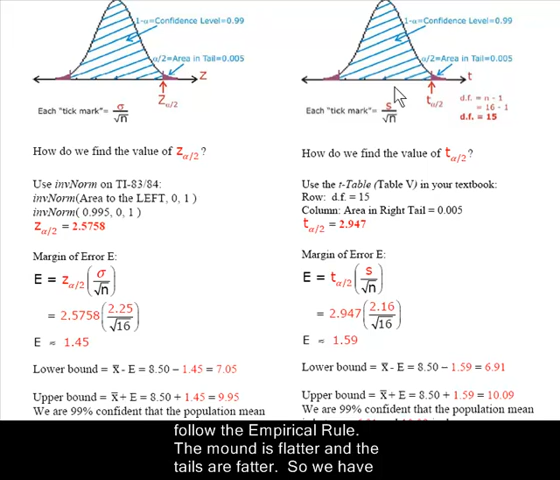 1-α=Confidence Level=0.99
α/2=Area in Tail=0.005
Z
Zα/2
Each "tick mark"= σ/√n
How do we find the value of zα/2?
Use invNorm on TI-83/84:
invNorm(Area to the LEFT, 0, 1)
invNorm( 0.995, 0, 1)
zα/2 = 2.5758
Margin of Error E:
E = zα/2(σ/√n)
= 2.5758(2.25/√16)
E ≈ 1.45
Lower bound = x̄ - E = 8.50 − 1.45 = 7.05
Upper bound = x̄ + E = 8.50 + 1.45 = 9.95
We are 99% confident that the population mean
1-α=Confidence Level=0.99
α/2=Area in Tail=0.005
t
tα/2
d.f. = n - 1
= 16 - 1
d.f. = 15
Each "tick mark"= s/√n
How do we find the value of tα/2?
Use the t-Table (Table V) in your textbook:
Row: d.f. = 15
Column: Area in Right Tail = 0.005
tα/2 = 2.947
Margin of Error E:
E = tα/2(s/√n)
= 2.947(2.16/√16)
E ≈ 1.59
Lower bound = x̄ - E = 8.50 − 1.59 = 6.91
Upper bound = x̄ + E = 8.50 + 1.59 = 10.09
We are 99% confident that the population mean
follow the Empirical Rule.
The mound is flatter and the
tails are fatter. So we have